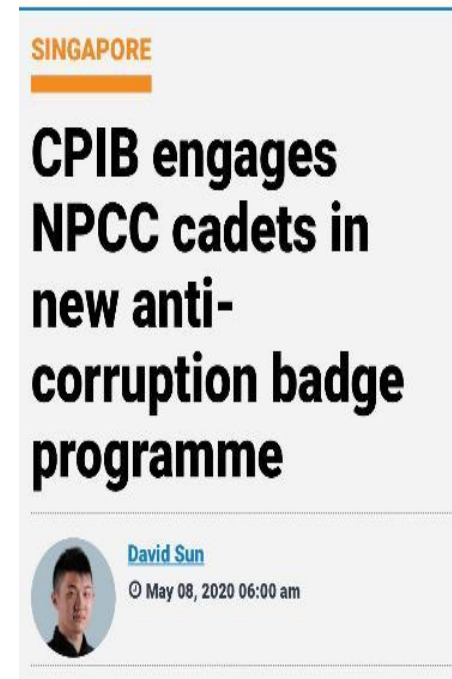 SINGAPORE
CPIB engages
NPCC cadets in
new anti-
corruption badge
programme
David Sun
May 08, 2020 06:00 am